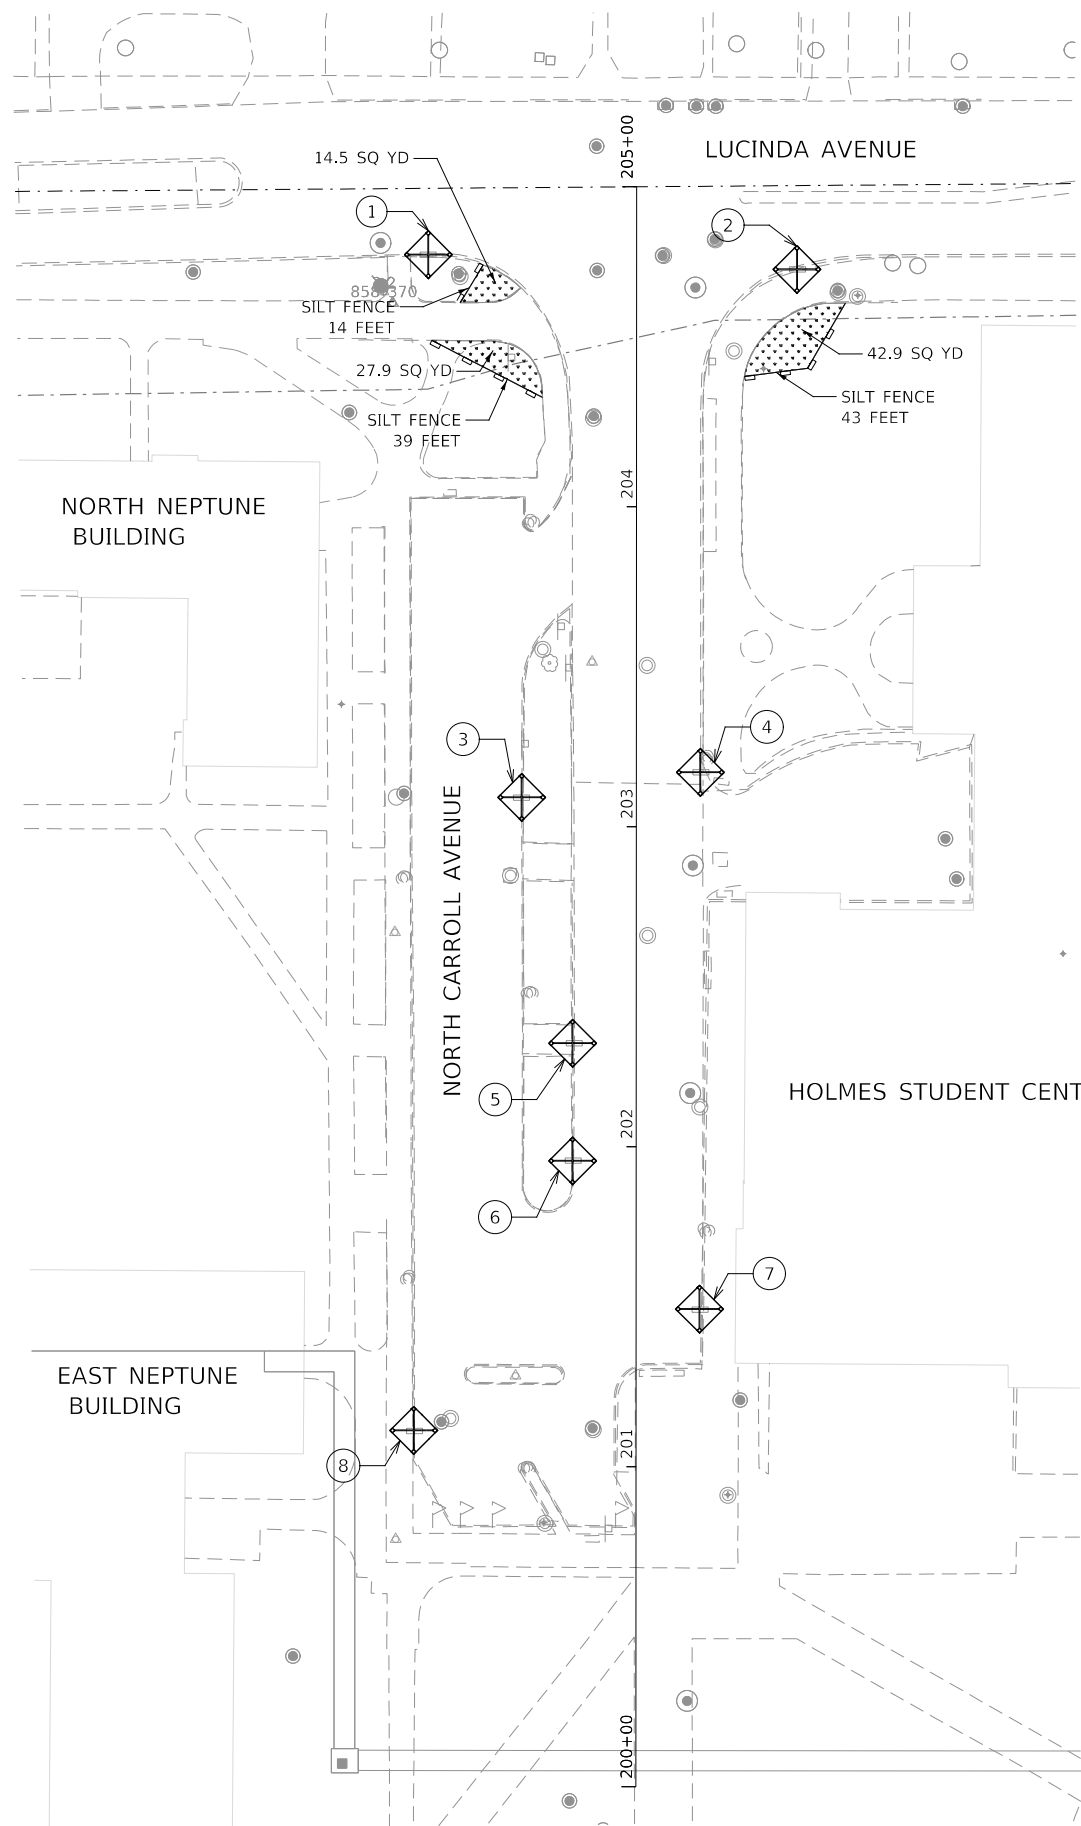 205+00
LUCINDA AVENUE
14.5 SQ YD
1
2
858+370
SILT FENCE
14 FEET
27.9 SQ YD
42.9 SQ YD
SILT FENCE
43 FEET
SILT FENCE
39 FEET
204
NORTH NEPTUNE
BUILDING
3
4
203
NORTH CARROLL AVENUE
5
HOLMES STUDENT CENT
202
6
7
EAST NEPTUNE
BUILDING
201
8
200+00